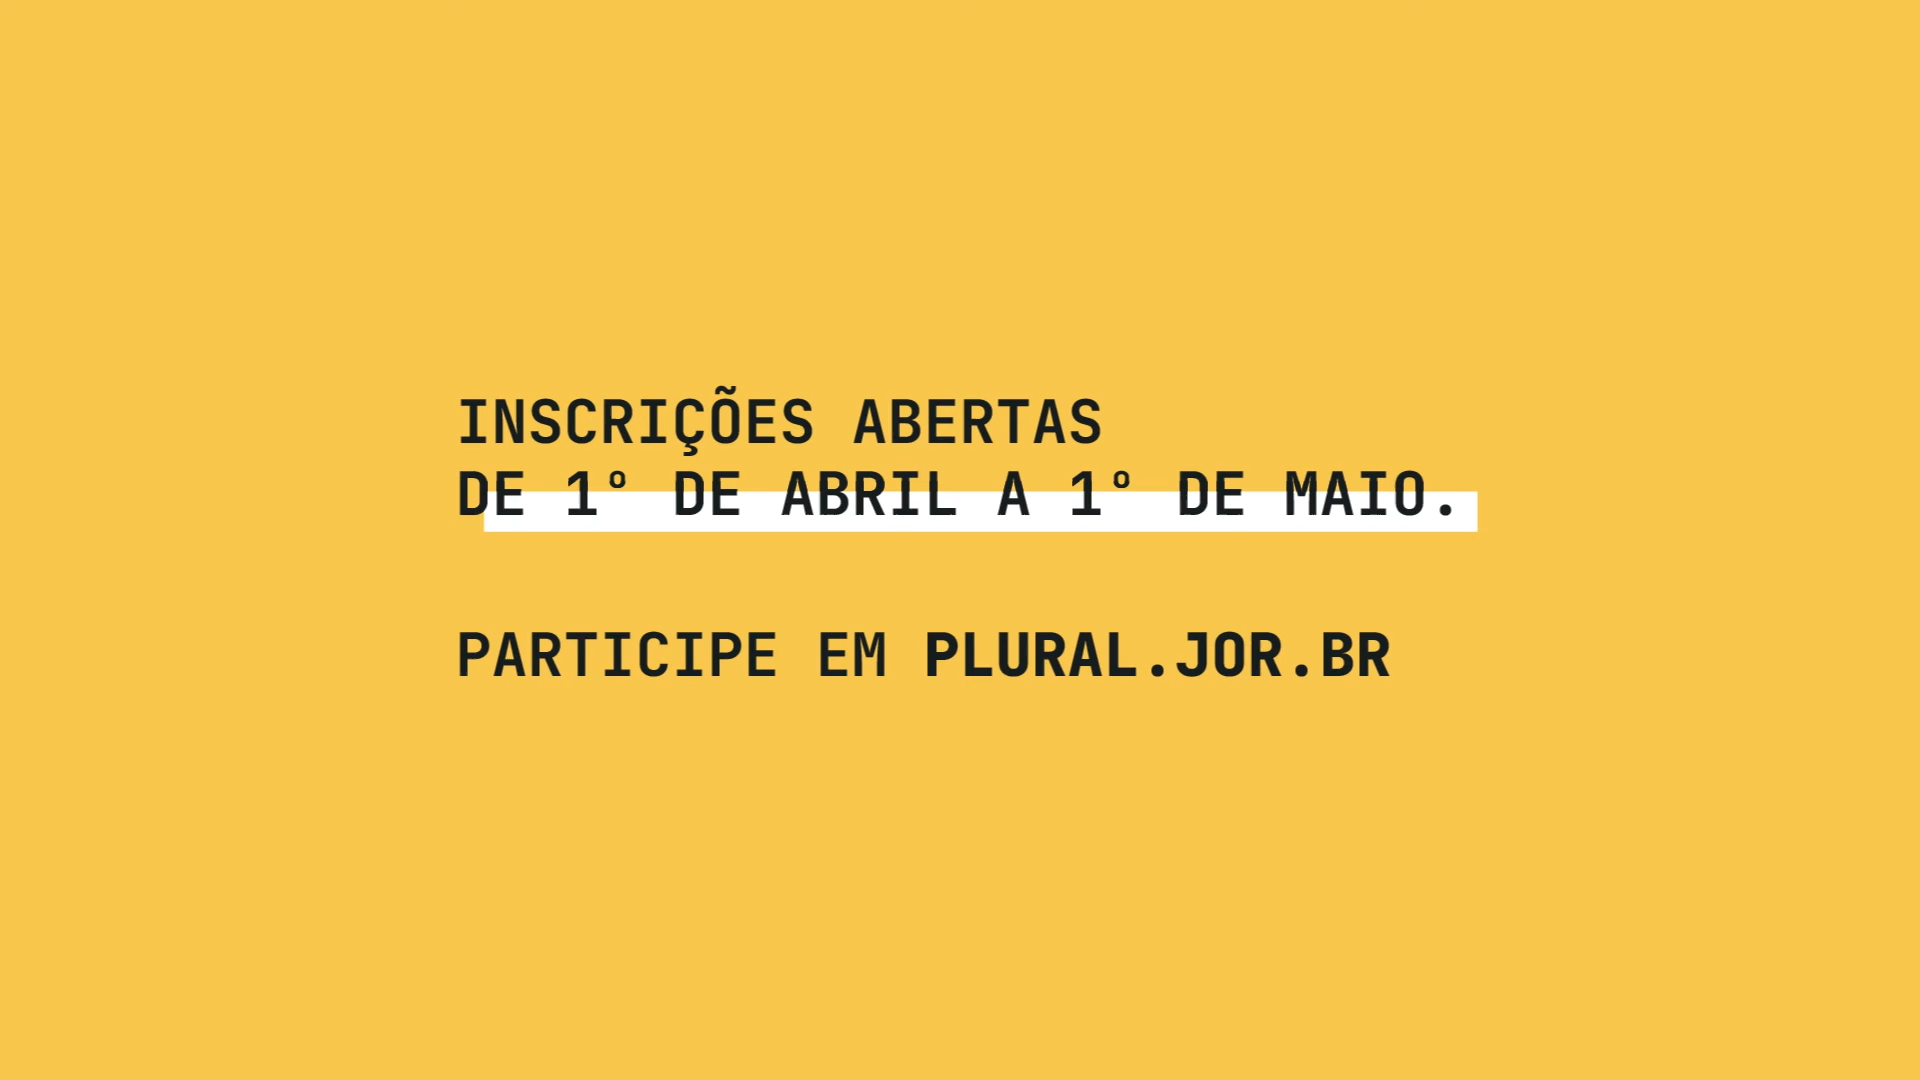 INSCRIÇÕES ABERTAS
DE 1º DE ABRIL A 1º DE MAIO.
PARTICIPE EM PLURAL.JOR.BR